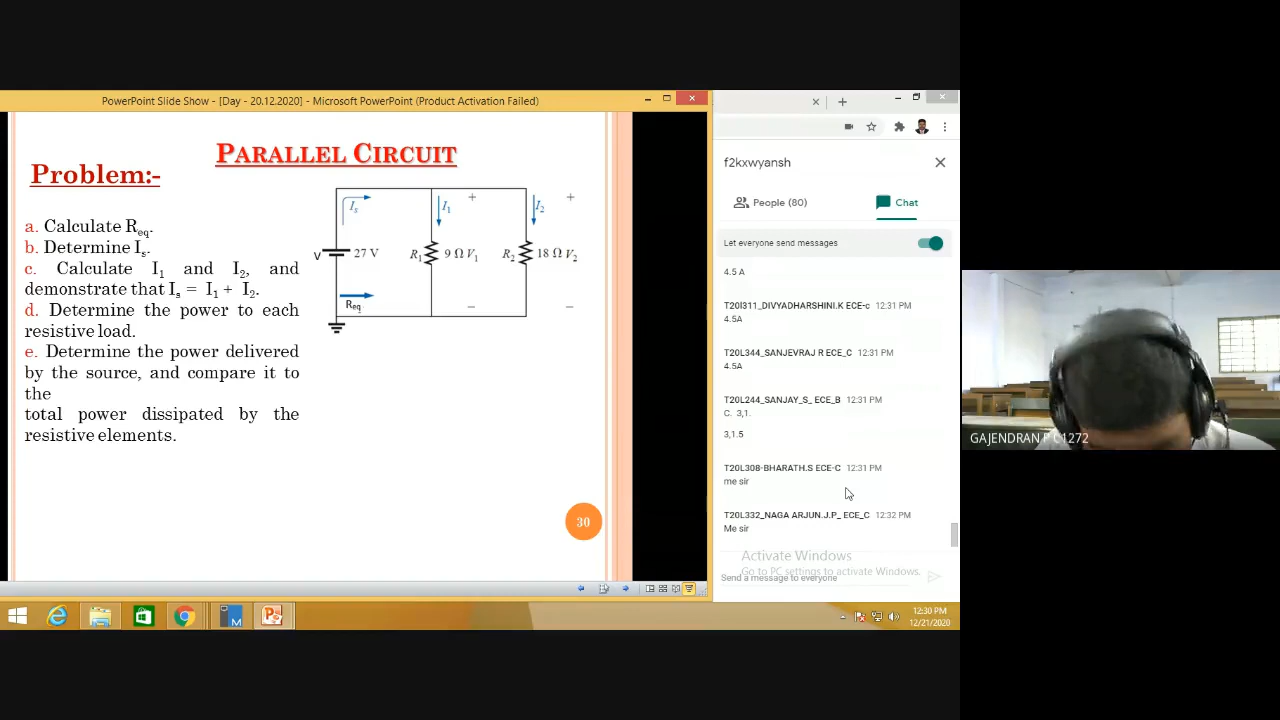 PowerPoint Slide Show - [Day - 20.12.2020] - Microsoft PowerPoint (Product Activation Failed)
PARALLEL CIRCUIT
Problem:-
a. Calculate Req.
b. Determine Is.
c. Calculate I1 and I2, and
demonstrate that Is = I1 + I2.
d. Determine the power to each
resistive load.
e. Determine the power delivered
by the source, and compare it to
the
total power dissipated by the
resistive elements.
Is
I1
+
I2
+
V
27 V
R1
9 Ω V1
R2
18 Ω V2
Req
–
–
30
f2kxwyansh
People (80)
Chat
Let everyone send messages
4.5 A
T20I311_DIVYADHARSHINI.K ECE-c 12:31 PM
4.5A
T20L344_SANJEVRAJ R ECE_C 12:31 PM
4.5A
T20L244_SANJAY_S_ ECE_B 12:31 PM
C. 3,1.
3,1.5
T20L308-BHARATH.S ECE-C 12:31 PM
me sir
T20L332_NAGA ARJUN.J.P_ ECE_C 12:32 PM
Me sir
Activate Windows
Go to PC settings to activate Windows.
Send a message to everyone
12:30 PM
12/21/2020
GAJENDRAN P C1272